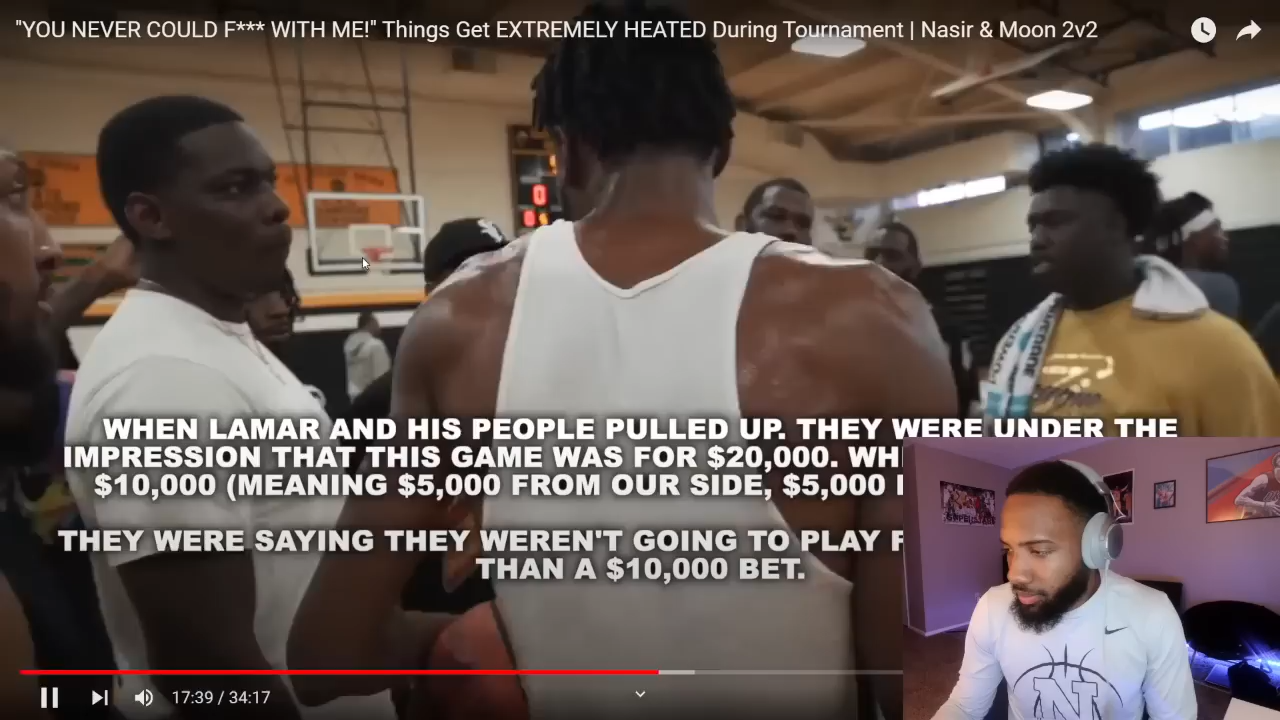 "YOU NEVER COULD F*** WITH ME!" Things Get EXTREMELY HEATED During Tournament | Nasir & Moon 2v2
0
WHEN LAMAR AND HIS PEOPLE PULLED UP. THEY WERE UNDER THE
IMPRESSION THAT THIS GAME WAS FOR $20,000. WH
$10,000 (MEANING $5,000 FROM OUR SIDE, $5,000
THEY WERE SAYING THEY WEREN'T GOING TO PLAY F
THAN A $10,000 BET.
17:39 / 34:17
N